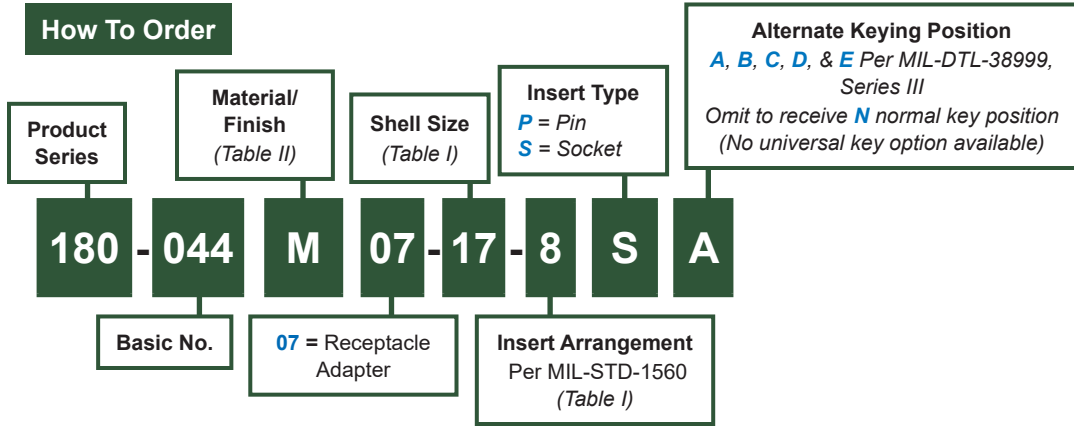 How To Order
Product
Series
Material/
Finish
(Table II)
Shell Size
(Table I)
Insert Type
P = Pin
S = Socket
Alternate Keying Position
A, B, C, D, & E Per MIL-DTL-38999,
Series III
Omit to receive N normal key position
(No universal key option available)
180 - 044 M 07 - 17 - 8 S A
Basic No.
07 = Receptacle
Adapter
Insert Arrangement
Per MIL-STD-1560
(Table I)